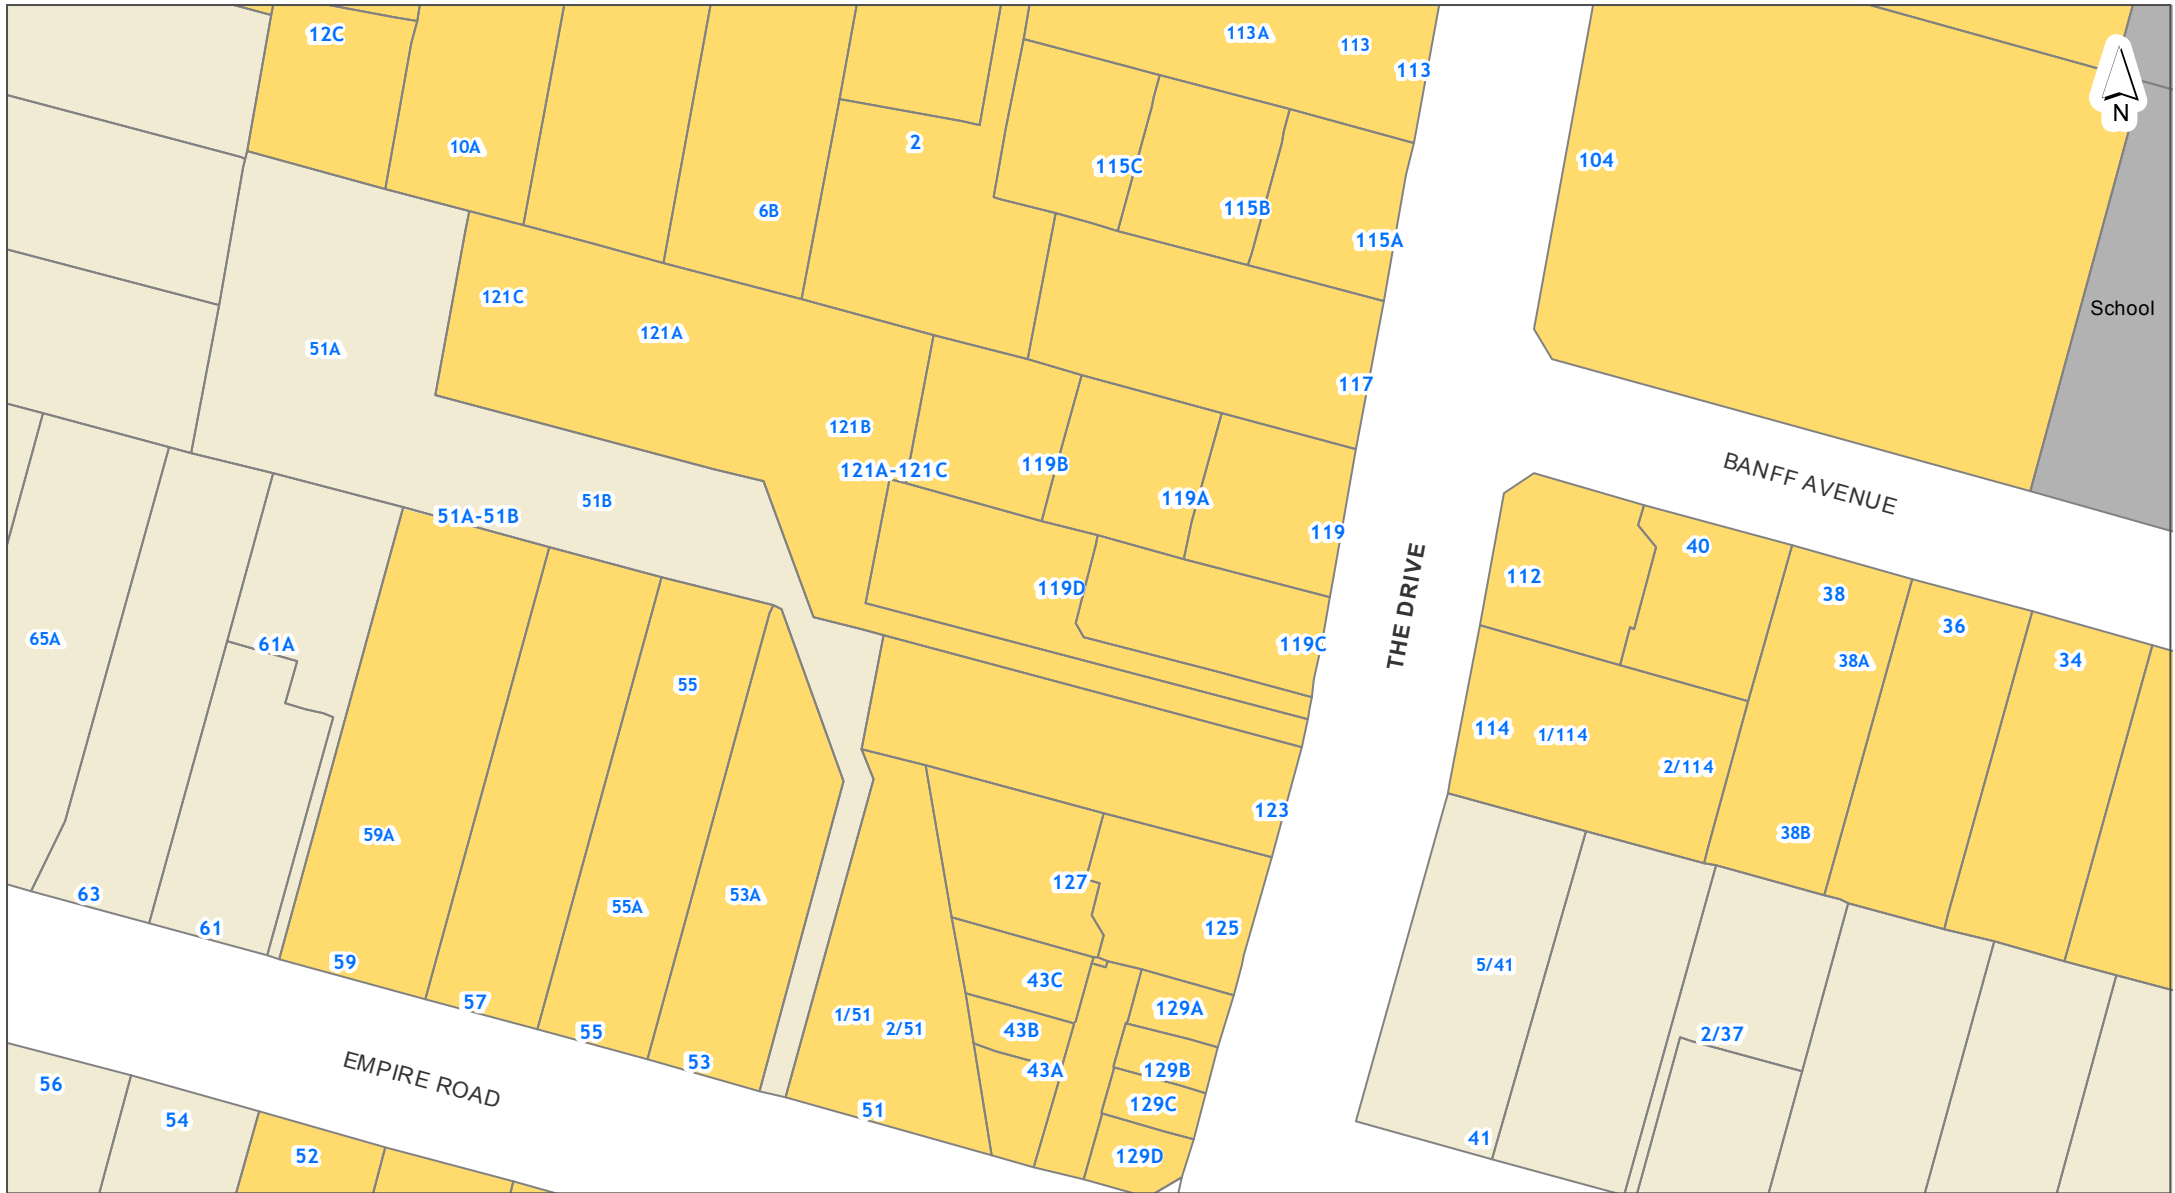 12C
113A
113
113
10A
2
115C
104
N
6B
115B
115A
121C
121A
School
51A
117
121B
119B
121A-121C
BANFF AVENUE
51B
119A
51A-51B
119
40
112
THE DRIVE
119D
38
36
65A
61A
119C
38A
34
55
114
1/114
2/114
123
59A
38B
127
53A
63
55A
61
125
59
5/41
43C
57
1/51
2/51
129A
55
43B
2/37
53
43A
129B
EMPIRE ROAD
56
51
129C
54
41
52
129D